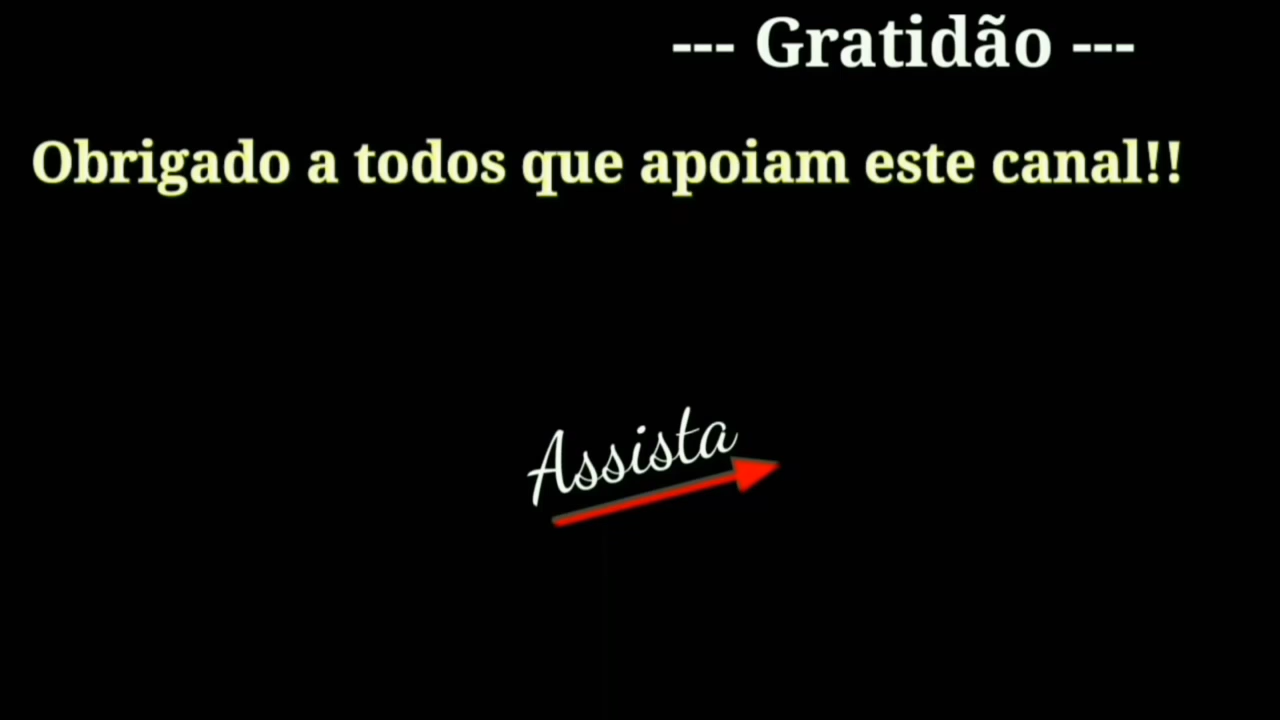 --- Gratidão ---
Obrigado a todos que apoiam este canal!!
Assista